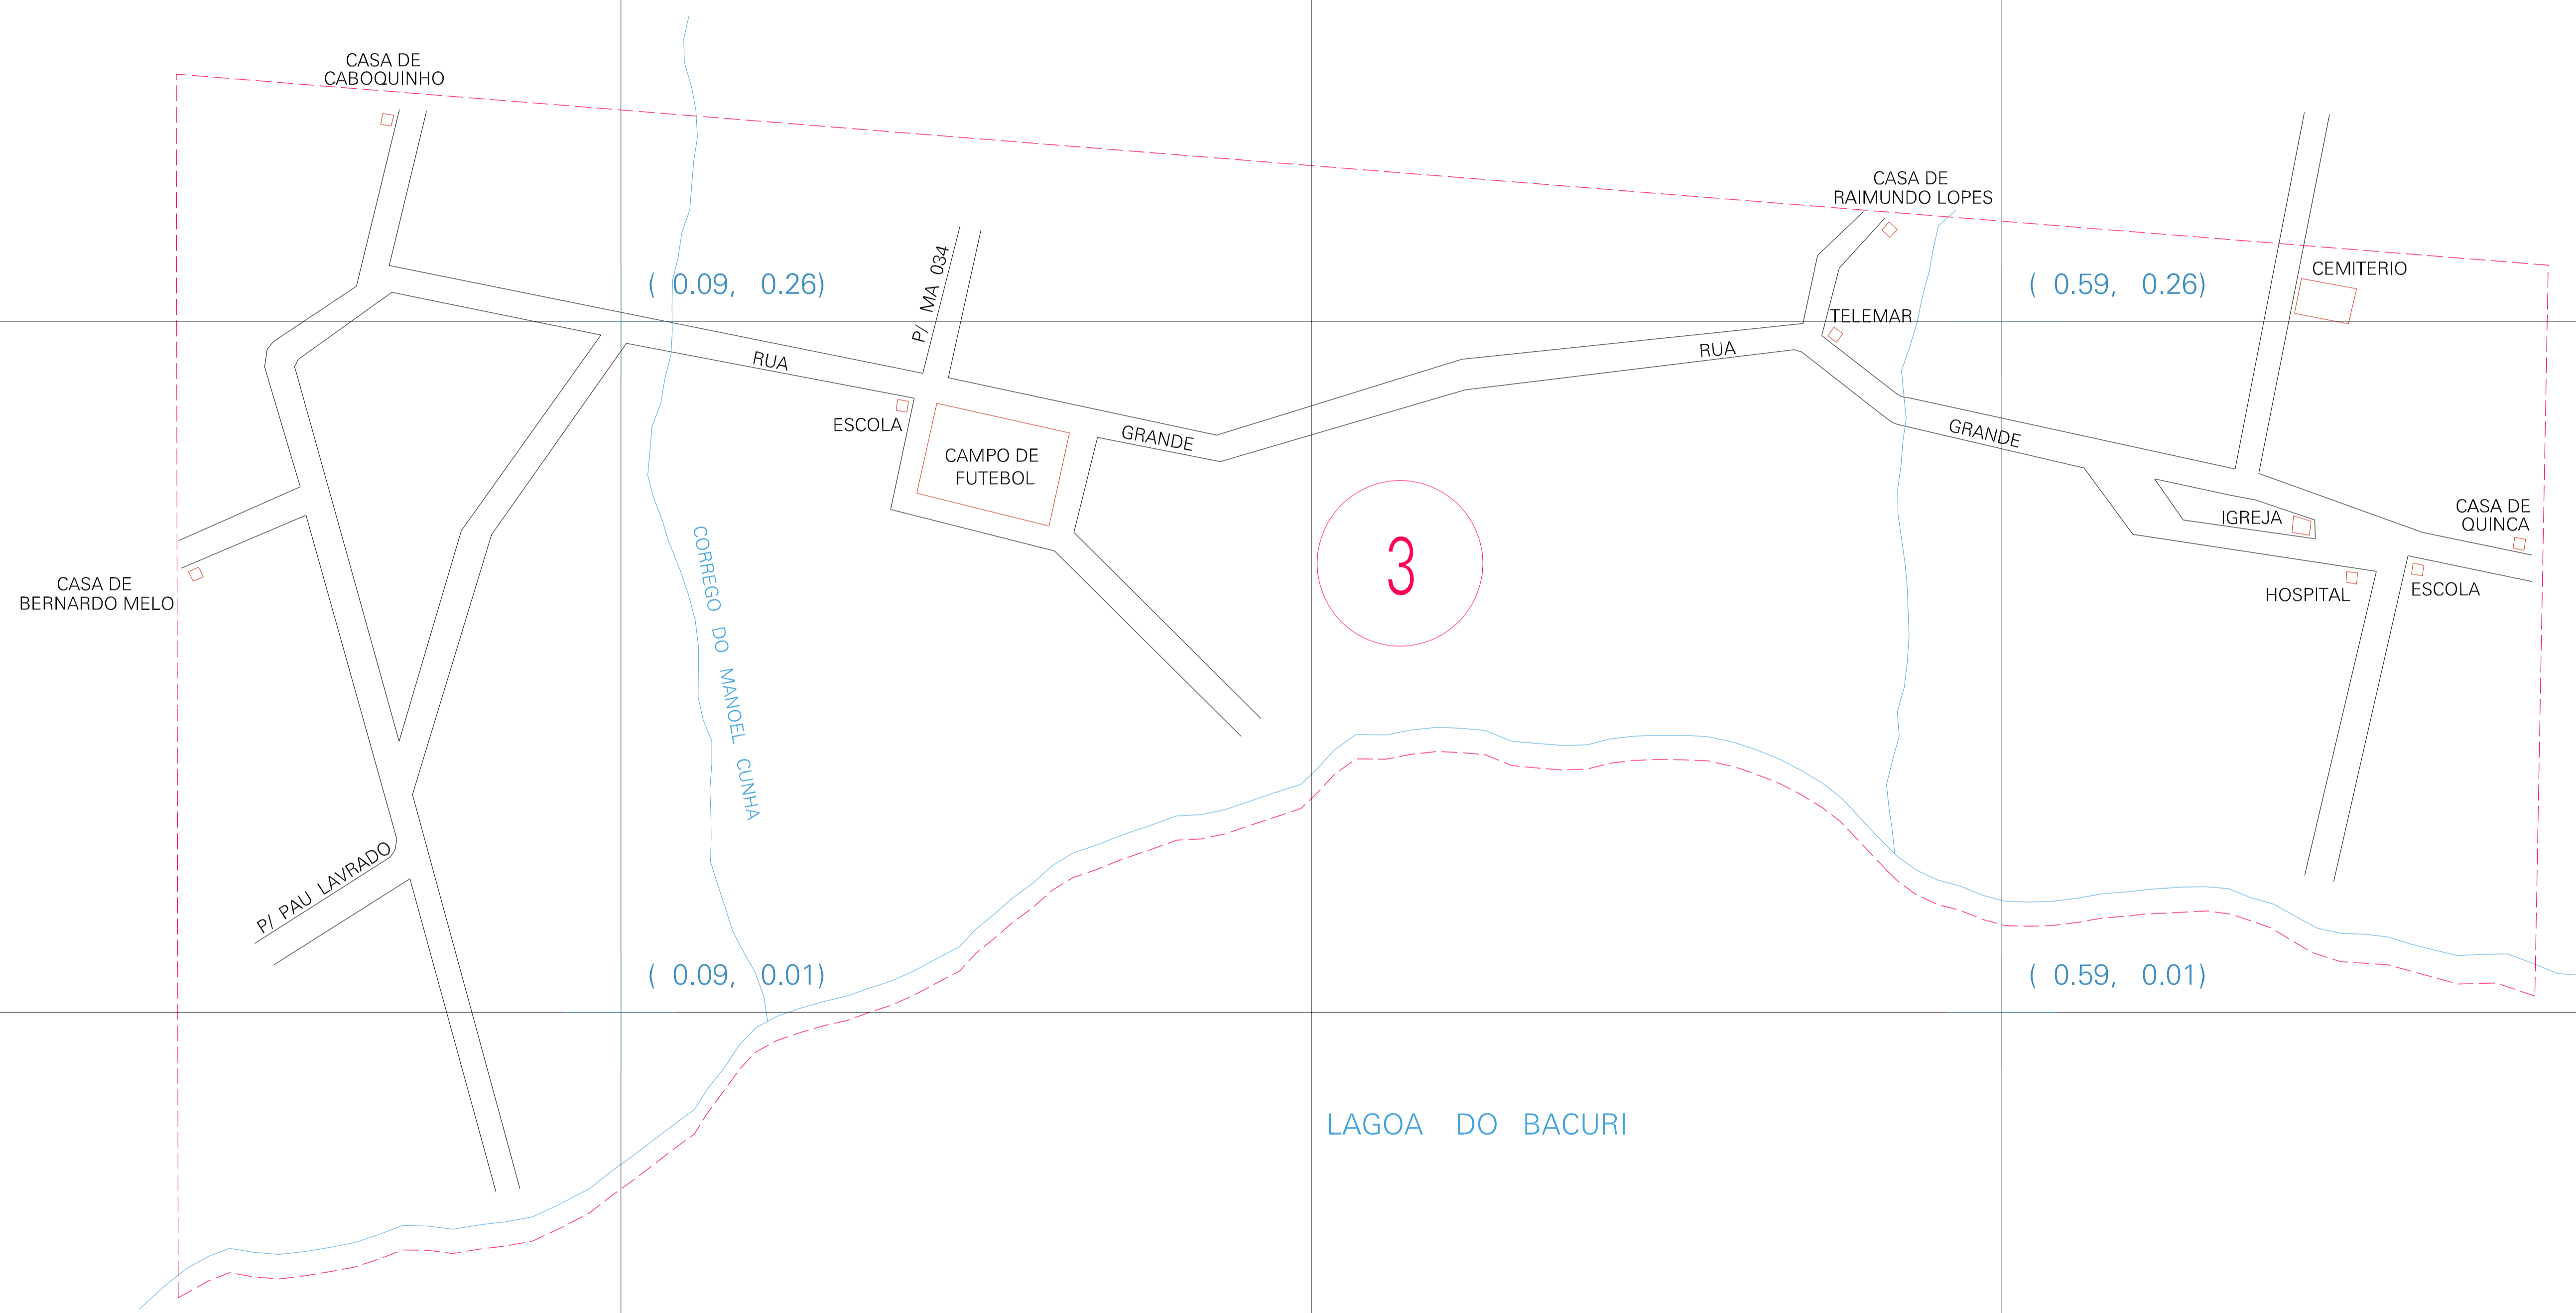 CASA DE
CABOQUINHO
CASA DE
RAIMUNDO LOPES
P/ MA 034
( 0.09, 0.26)
( 0.59, 0.26)
CEMITERIO
TELEMAR
RUA
RUA
ESCOLA
GRANDE
GRANDE
CAMPO DE
FUTEBOL
IGREJA
CASA DE
QUINCA
3
CASA DE
BERNARDO MELO
CORREGO DO MANOEL CUNHA
HOSPITAL
ESCOLA
P/ PAU LAVRADO
( 0.09, 0.01)
( 0.59, 0.01)
LAGOA DO BACURI